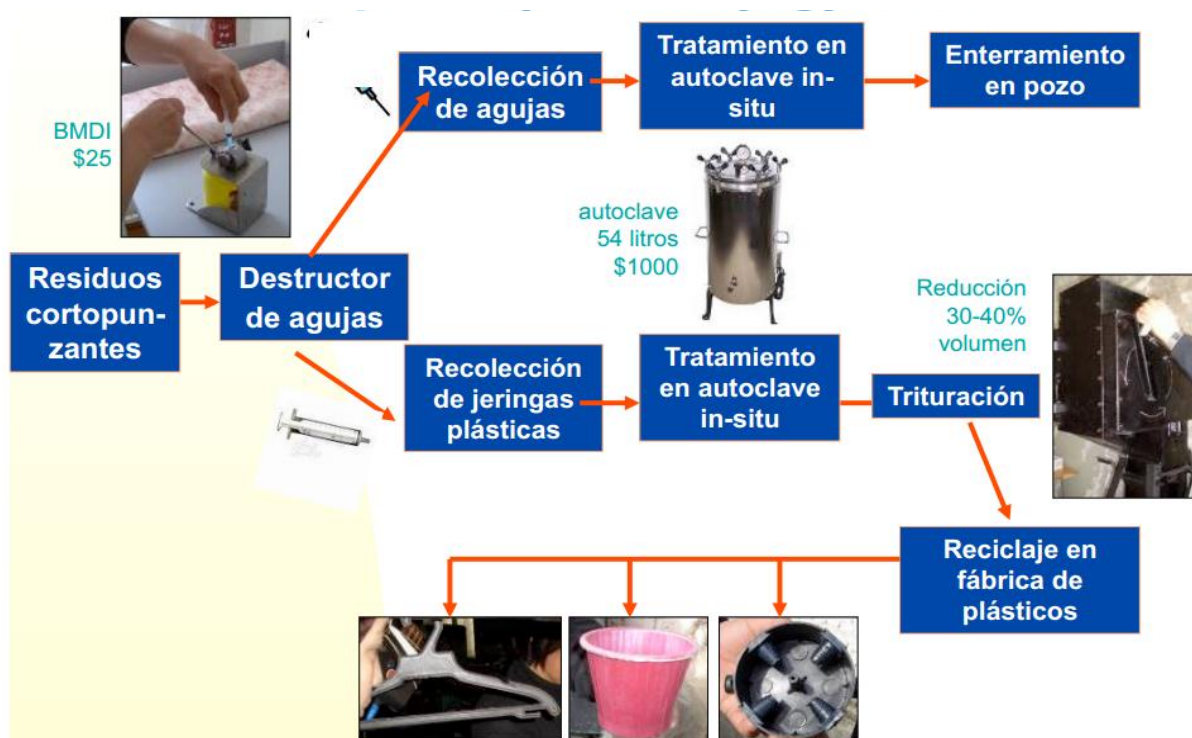 BMDI
$25
Recolección
de agujas
Tratamiento en
autoclave in-
situ
Enterramiento
en pozo
autoclave
54 litros
$1000
Residuos
cortopun-
zantes
Destructor
de agujas
Reducción
30-40%
volumen
Recolección
de jeringas
plásticas
Tratamiento
en autoclave
in-situ
Trituración
Reciclaje en
fábrica de
plásticos